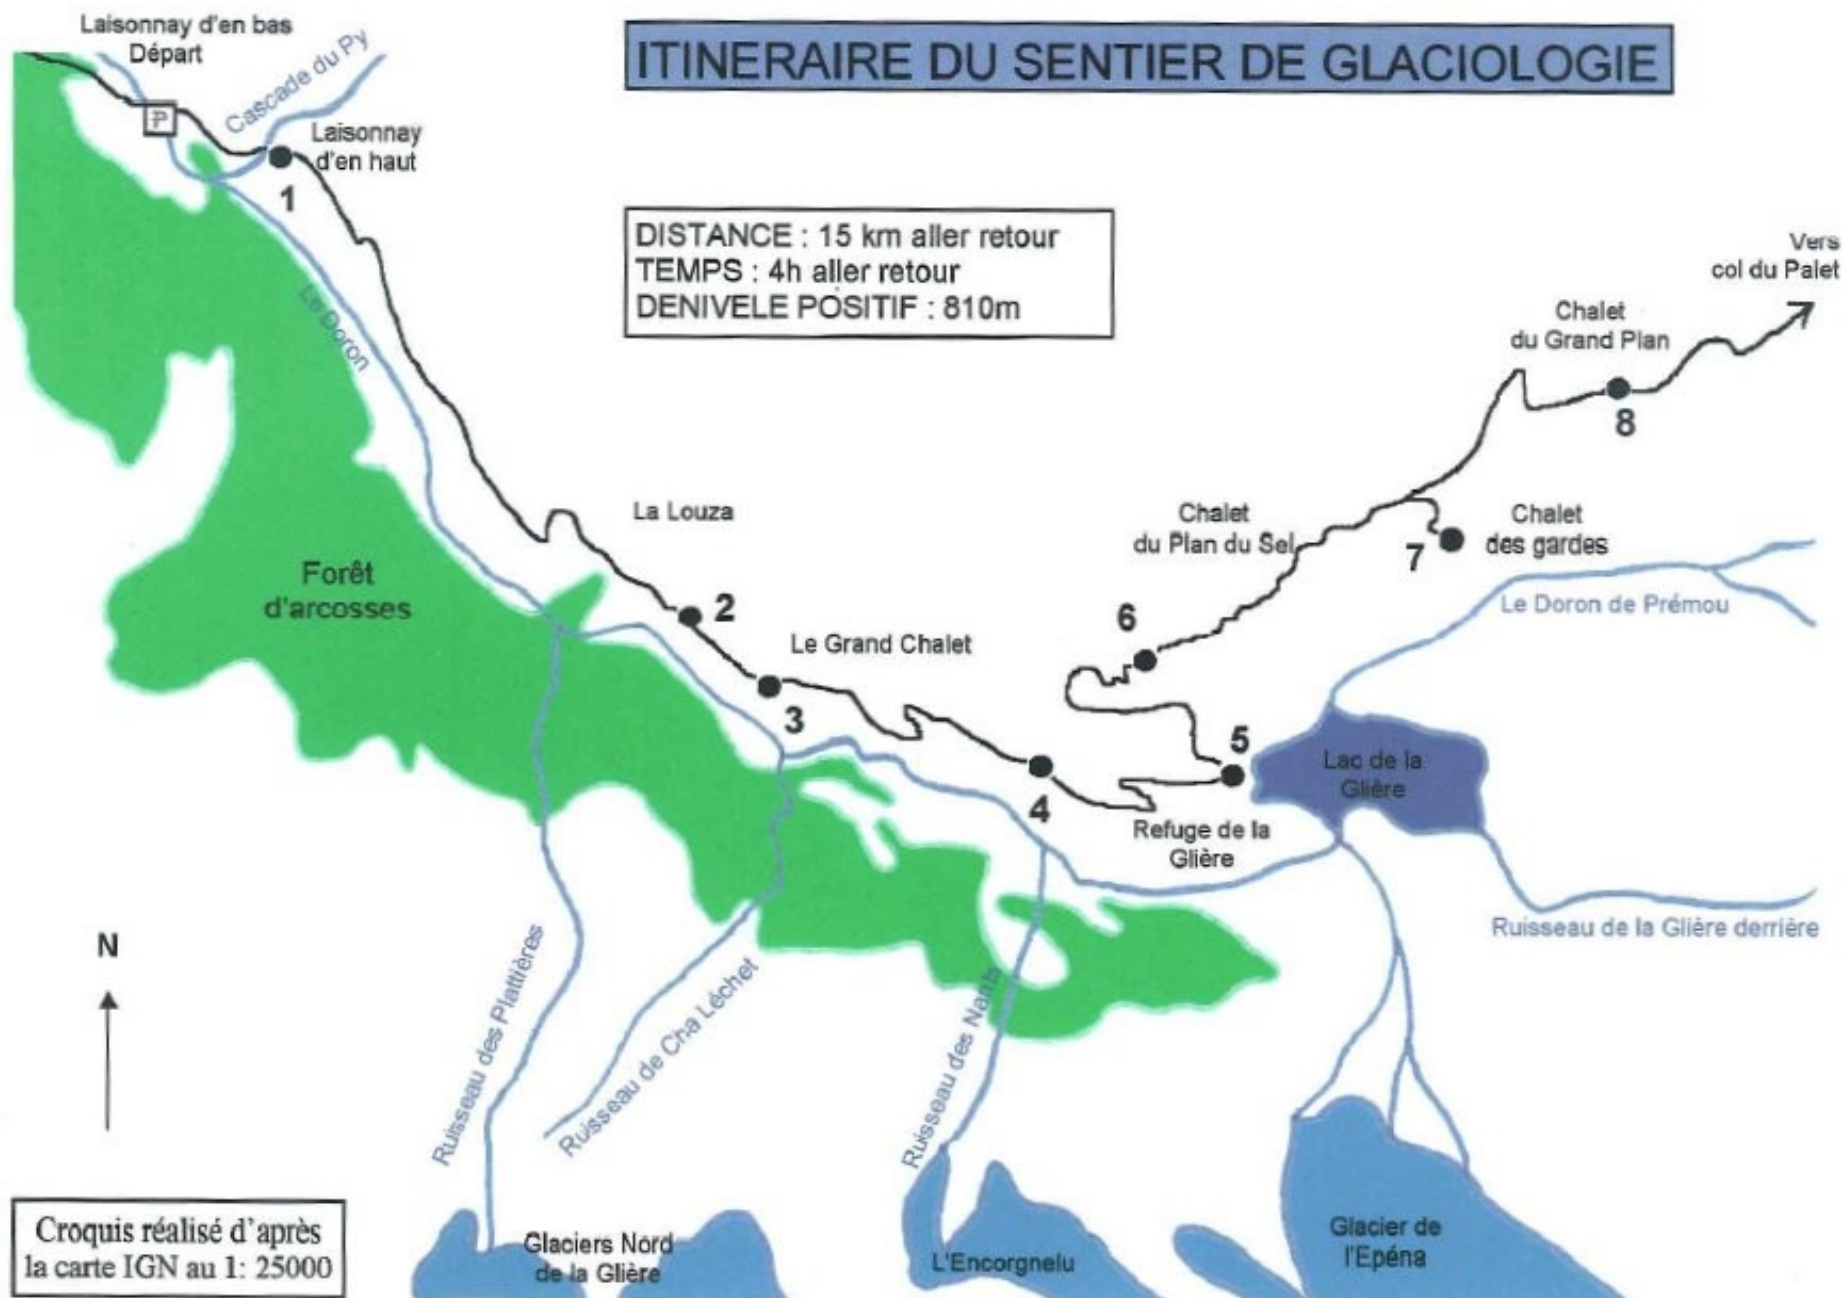 Laisonnay d'en bas
Départ
Cascade du Py
ITINERAIRE DU SENTIER DE GLACIOLOGIE
P
Laisonnay
d'en haut
1
DISTANCE : 15 km aller retour
TEMPS : 4h aller retour
DENIVELE POSITIF : 810m
Vers
col du Palet
Le Doron
Chalet
du Grand Plan
8
La Louza
Chalet
du Plan du Sel
7
Chalet
des gardes
Forêt
d'arcosses
2
Le Grand Chalet
6
Le Doron de Prémou
3
5
Lac de la
Glière
4
Refuge de la
Glière
N
Ruisseau de la Glière derrière
Ruisseau des Plattières
Ruisseau de Cha Léchet
Ruisseau des Nants
Croquis réalisé d'après
la carte IGN au 1: 25000
Glaciers Nord
de la Glière
L'Encorgnelu
Glacier de
l'Epéna